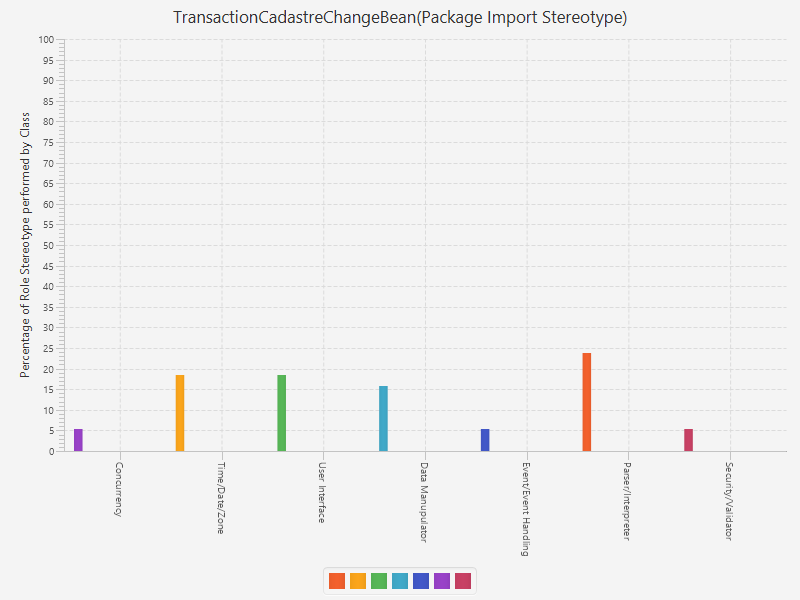 TransactionCadastreChangeBean(Package Import Stereotype)
Percentage of Role Stereotype performed by Class
100
95
90
85
80
75
70
65
60
55
50
45
40
35
30
25
20
15
10
5
0
Concurrency
Time/Date/Zone
User Interface
Data Manupulator
Event/Event Handling
Parser/Interpreter
Security/Validator